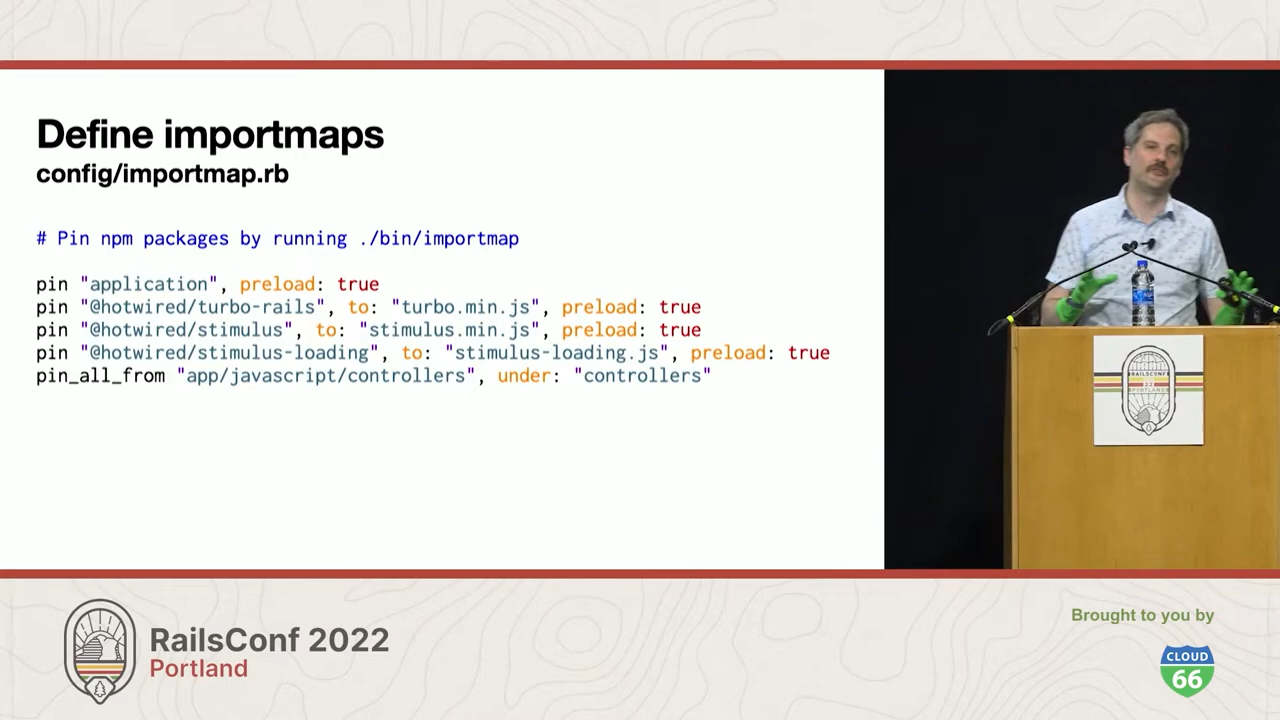 Define importmaps
config/importmap.rb
# Pin npm packages by running ./bin/importmap
pin "application", preload: true
pin "@hotwired/turbo-rails", to: "turbo.min.js", preload: true
pin "@hotwired/stimulus", to: "stimulus.min.js", preload: true
pin "@hotwired/stimulus-loading", to: "stimulus-loading.js", preload: true
pin_all_from "app/javascript/controllers", under: "controllers"
RAILSCONF
22
PORTLAND
RailsConf 2022
Portland
Brought to you by
CLOUD
66